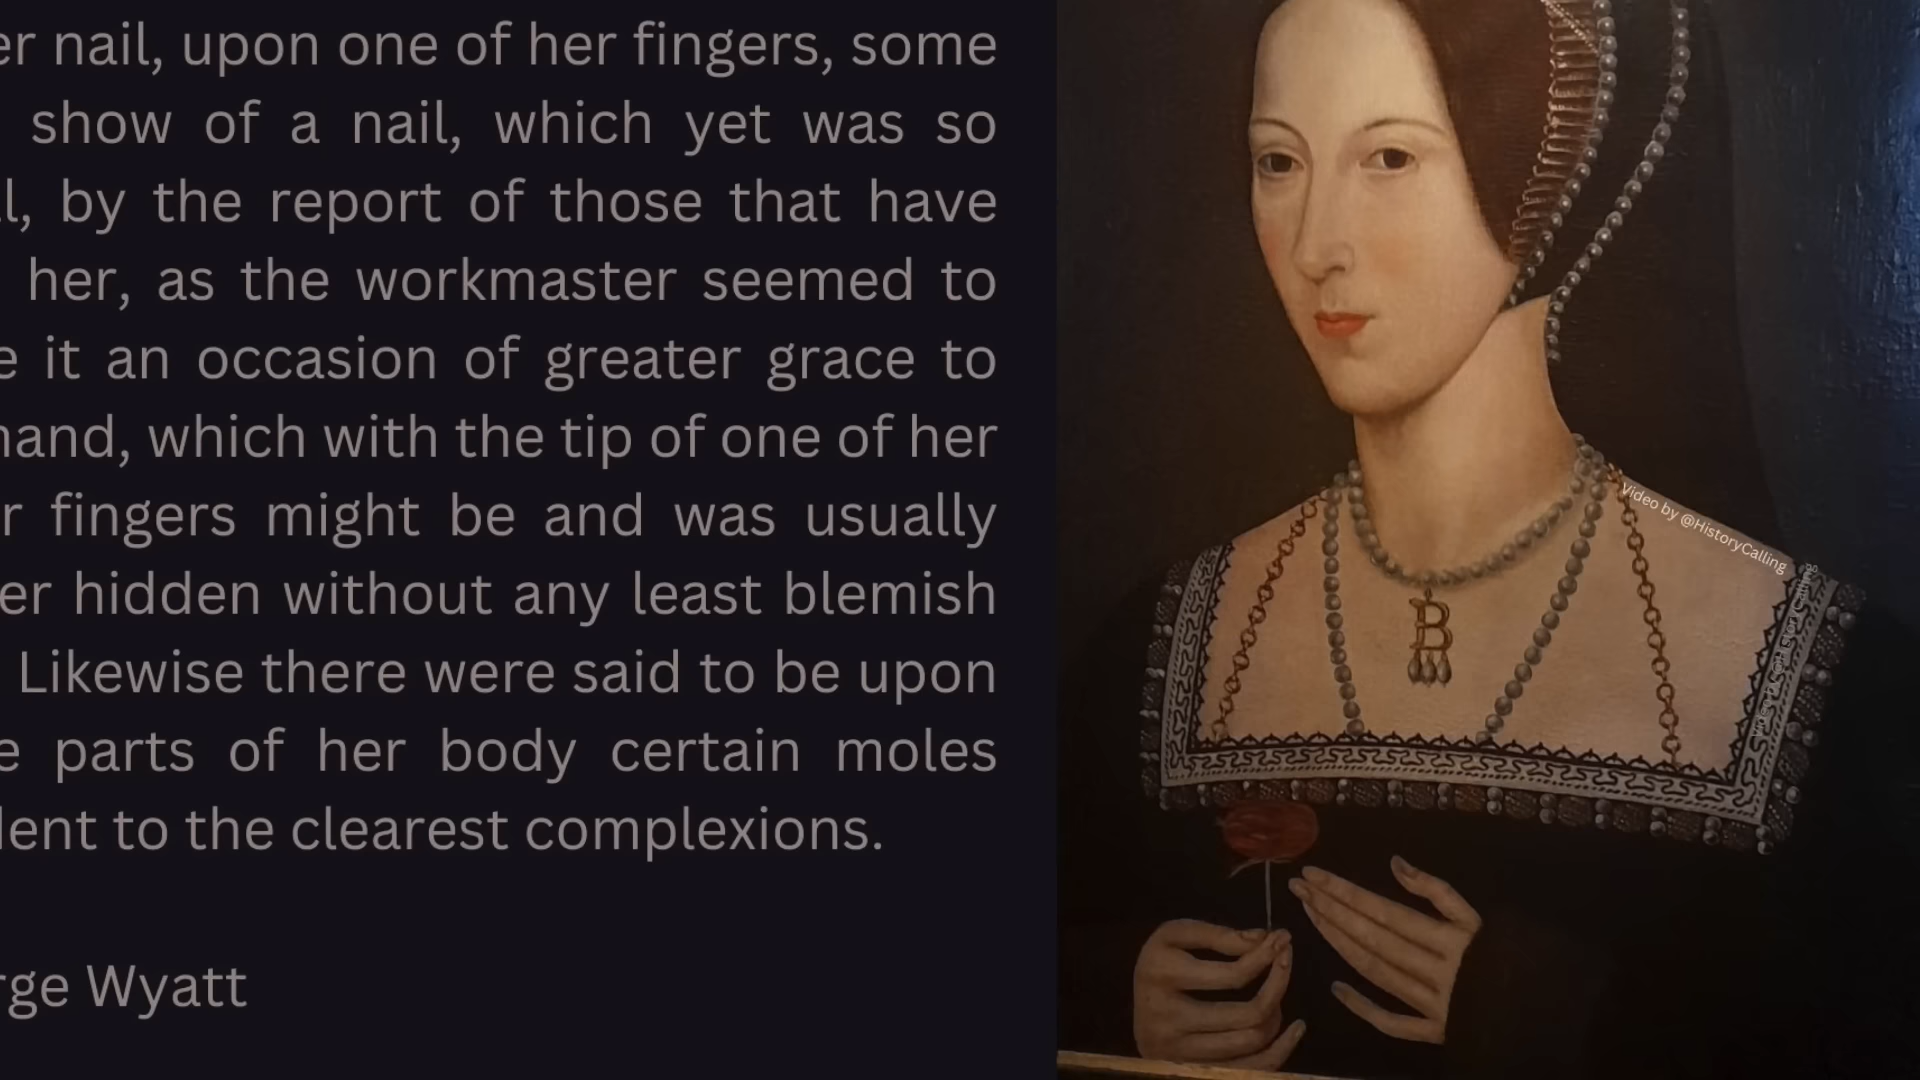 er nail, upon one of her fingers, some
show of a nail, which yet was so
l, by the report of those that have
her, as the workmaster seemed to
e it an occasion of greater grace to
hand, which with the tip of one of her
r fingers might be and was usually
er hidden without any least blemish
Likewise there were said to be upon
e parts of her body certain moles
dent to the clearest complexions.
rge Wyatt
B
Video by @HistoryCalling